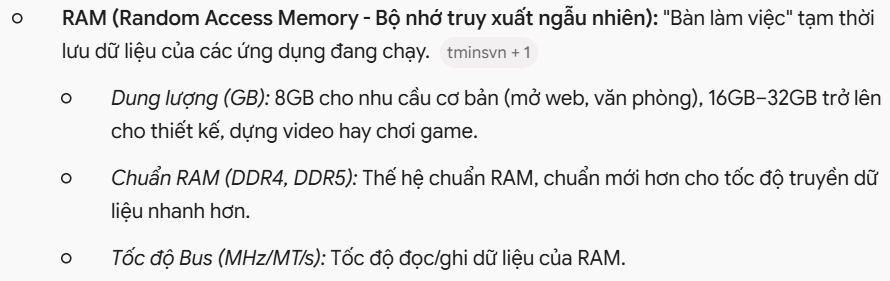 RAM (Random Access Memory - Bộ nhớ truy xuất ngẫu nhiên): "Bàn làm việc" tạm thời
lưu dữ liệu của các ứng dụng đang chạy. tminsvn + 1
Dung lượng (GB): 8GB cho nhu cầu cơ bản (mở web, văn phòng), 16GB–32GB trở lên
cho thiết kế, dựng video hay chơi game.
Chuẩn RAM (DDR4, DDR5): Thế hệ chuẩn RAM, chuẩn mới hơn cho tốc độ truyền dữ
liệu nhanh hơn.
Tốc độ Bus (MHz/MT/s): Tốc độ đọc/ghi dữ liệu của RAM.